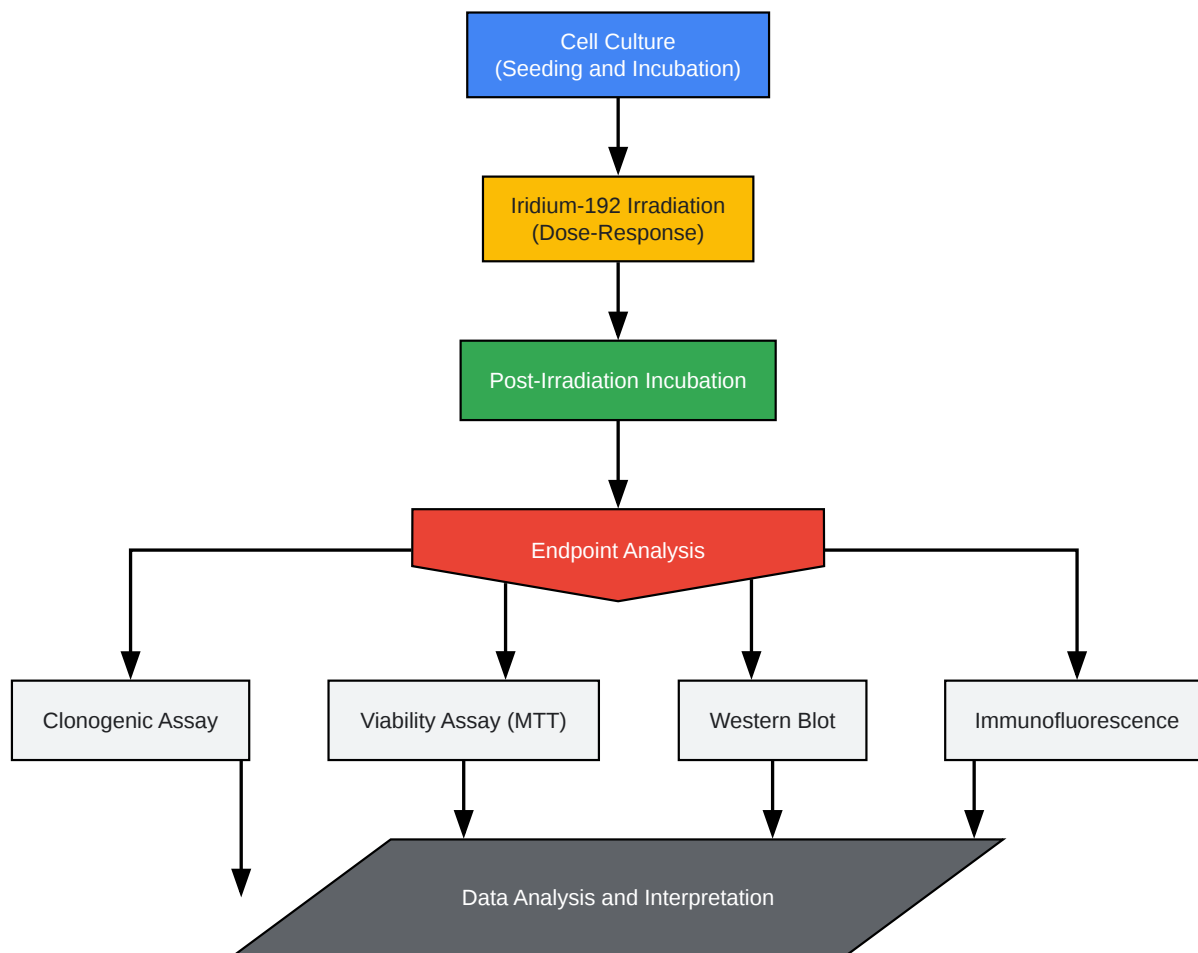 Cell Culture
(Seeding and Incubation)
Iridium-192 Irradiation
(Dose-Response)
Post-Irradiation Incubation
Endpoint Analysis
Clonogenic Assay
Viability Assay (MTT)
Western Blot
Immunofluorescence
Data Analysis and Interpretation